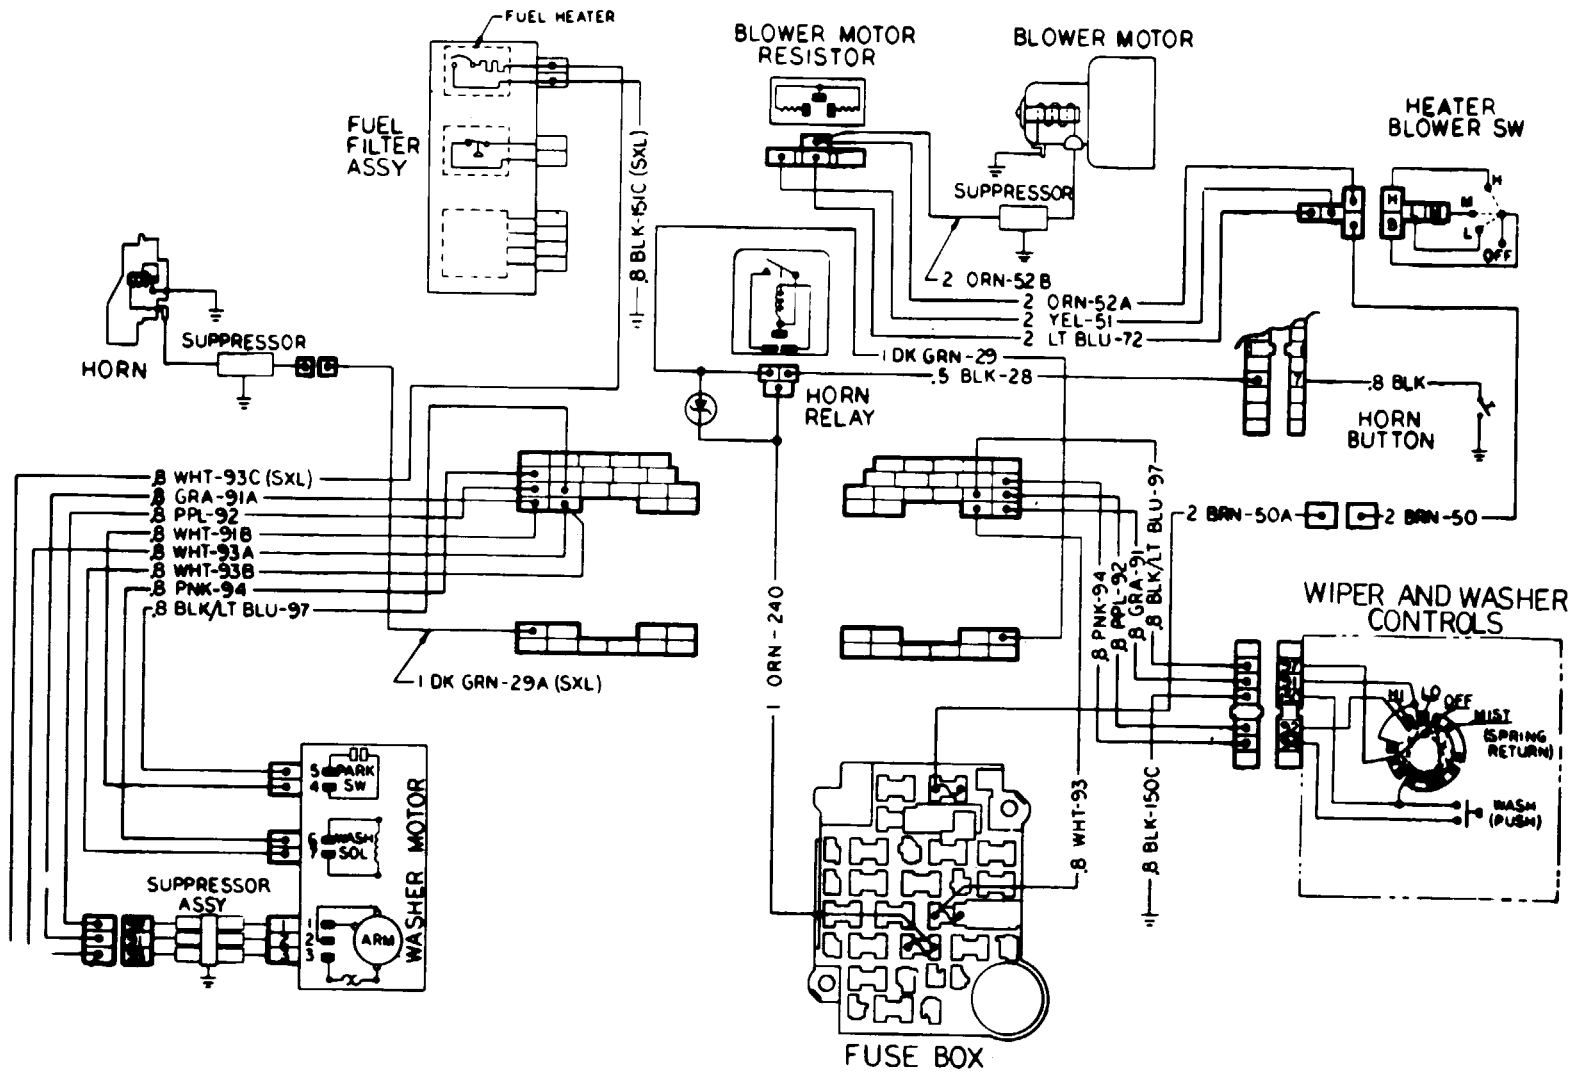 FUEL HEATER
BLOWER MOTOR
RESISTOR
BLOWER MOTOR
HEATER
BLOWER SW
FUEL
FILTER
ASSY
.8 BLK-151C (SXL)
SUPPRESSOR
H
B
H
M
L
OFF
2 ORN-52B
2 ORN-52A
2 YEL-51
2 LT BLU-72
HORN
SUPPRESSOR
1 DK GRN-29
.5 BLK-28
HORN
RELAY
7
.8 BLK
HORN
BUTTON
.8 WHT-93C (SXL)
.8 GRA-91A
.8 PPL-92
.8 WHT-91B
.8 WHT-93A
.8 WHT-93B
.8 PNK-94
.8 BLK/LT BLU-97
1 DK GRN-29A (SXL)
1 ORN-240
.8 PNK-94
.8 PPL-92
.8 GRA-91
.8 BLK/LT BLU-97
2 BRN-50A
2 BRN-50
WIPER AND WASHER
CONTROLS
HI
LO
OFF
MIST
(SPRING
RETURN)
WASH
(PUSH)
.8 WHT-93
.8 BLK-150C
5
4
PARK
SW
6
7
WASH
SOL
WASHER MOTOR
SUPPRESSOR
ASSY
1
2
3
ARM
FUSE BOX